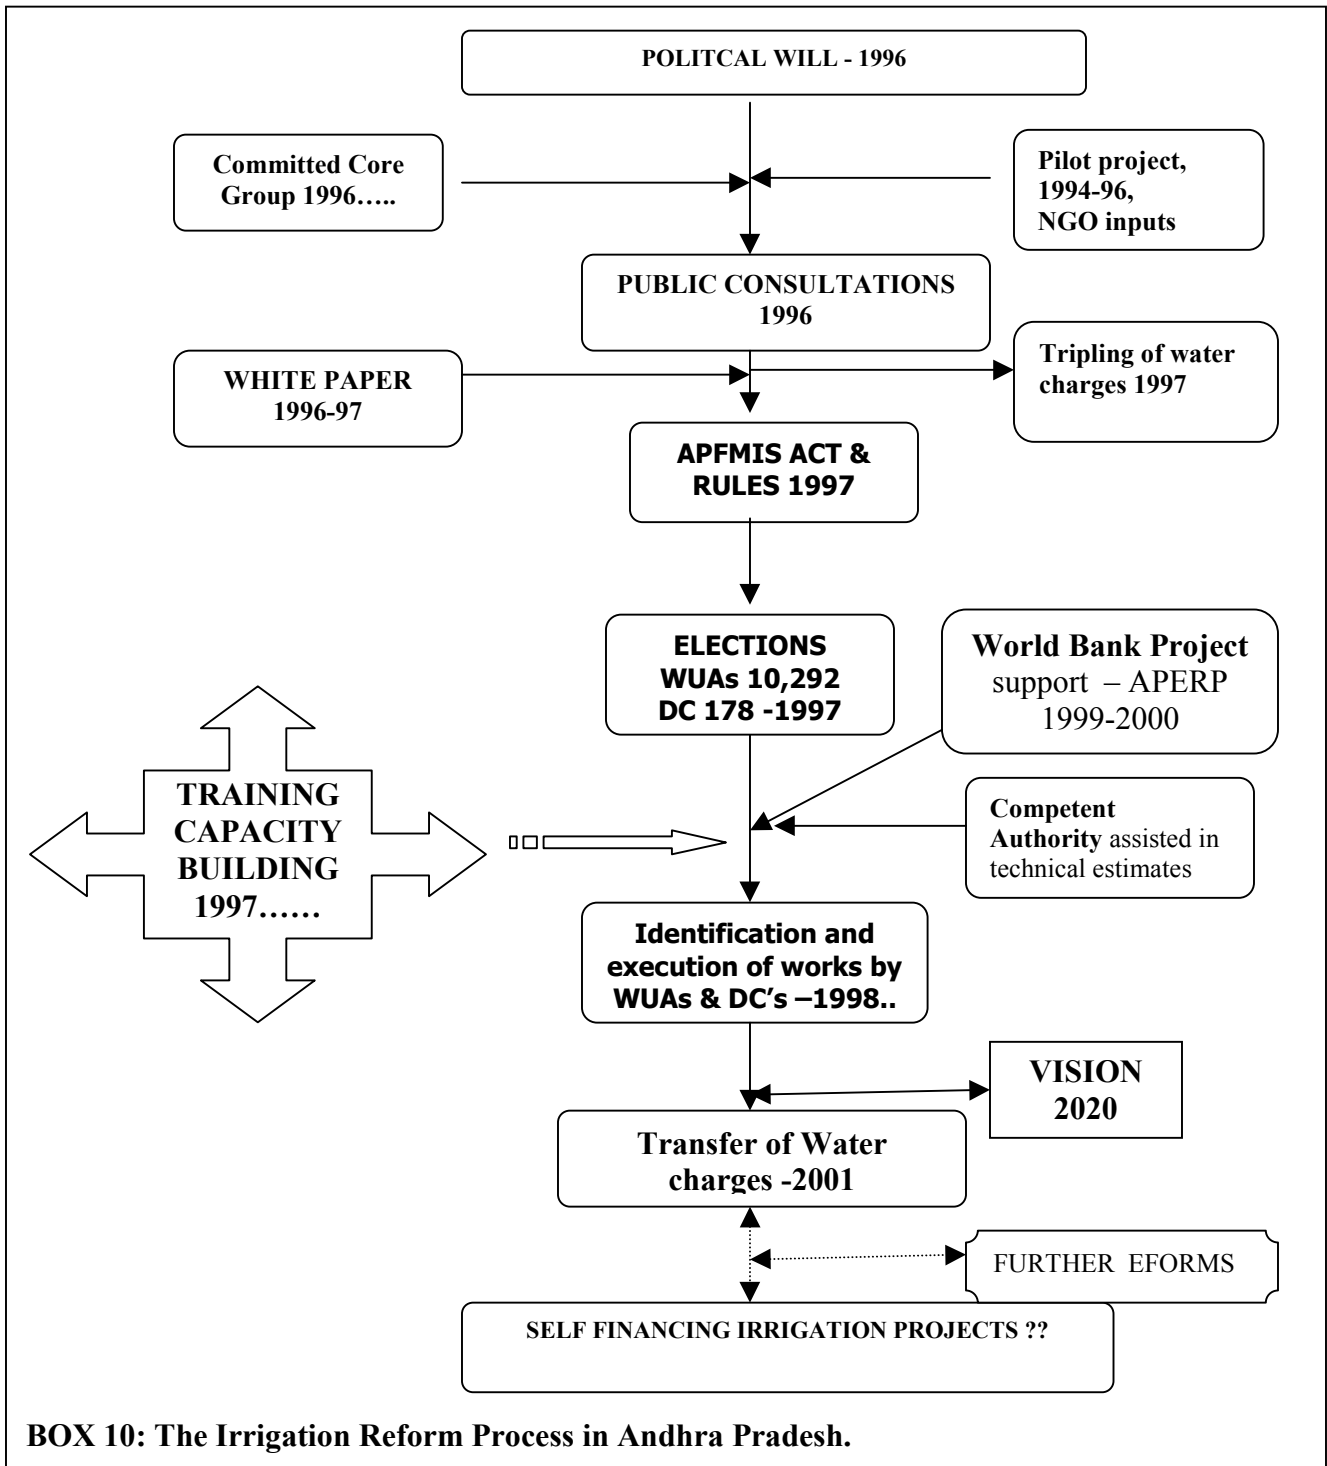 POLITCAL WILL - 1996
Committed Core
Group 1996…..
Pilot project,
1994-96,
NGO inputs
PUBLIC CONSULTATIONS
1996
WHITE PAPER
1996-97
Tripling of water
charges 1997
APFMIS ACT &
RULES 1997
ELECTIONS
WUAs 10,292
DC 178 -1997
World Bank Project
support – APERP
1999-2000
TRAINING
CAPACITY
BUILDING
1997……
Competent
Authority assisted in
technical estimates
Identification and
execution of works by
WUAs & DC’s –1998..
VISION
2020
Transfer of Water
charges -2001
FURTHER EFORMS
SELF FINANCING IRRIGATION PROJECTS ??
BOX 10: The Irrigation Reform Process in Andhra Pradesh.